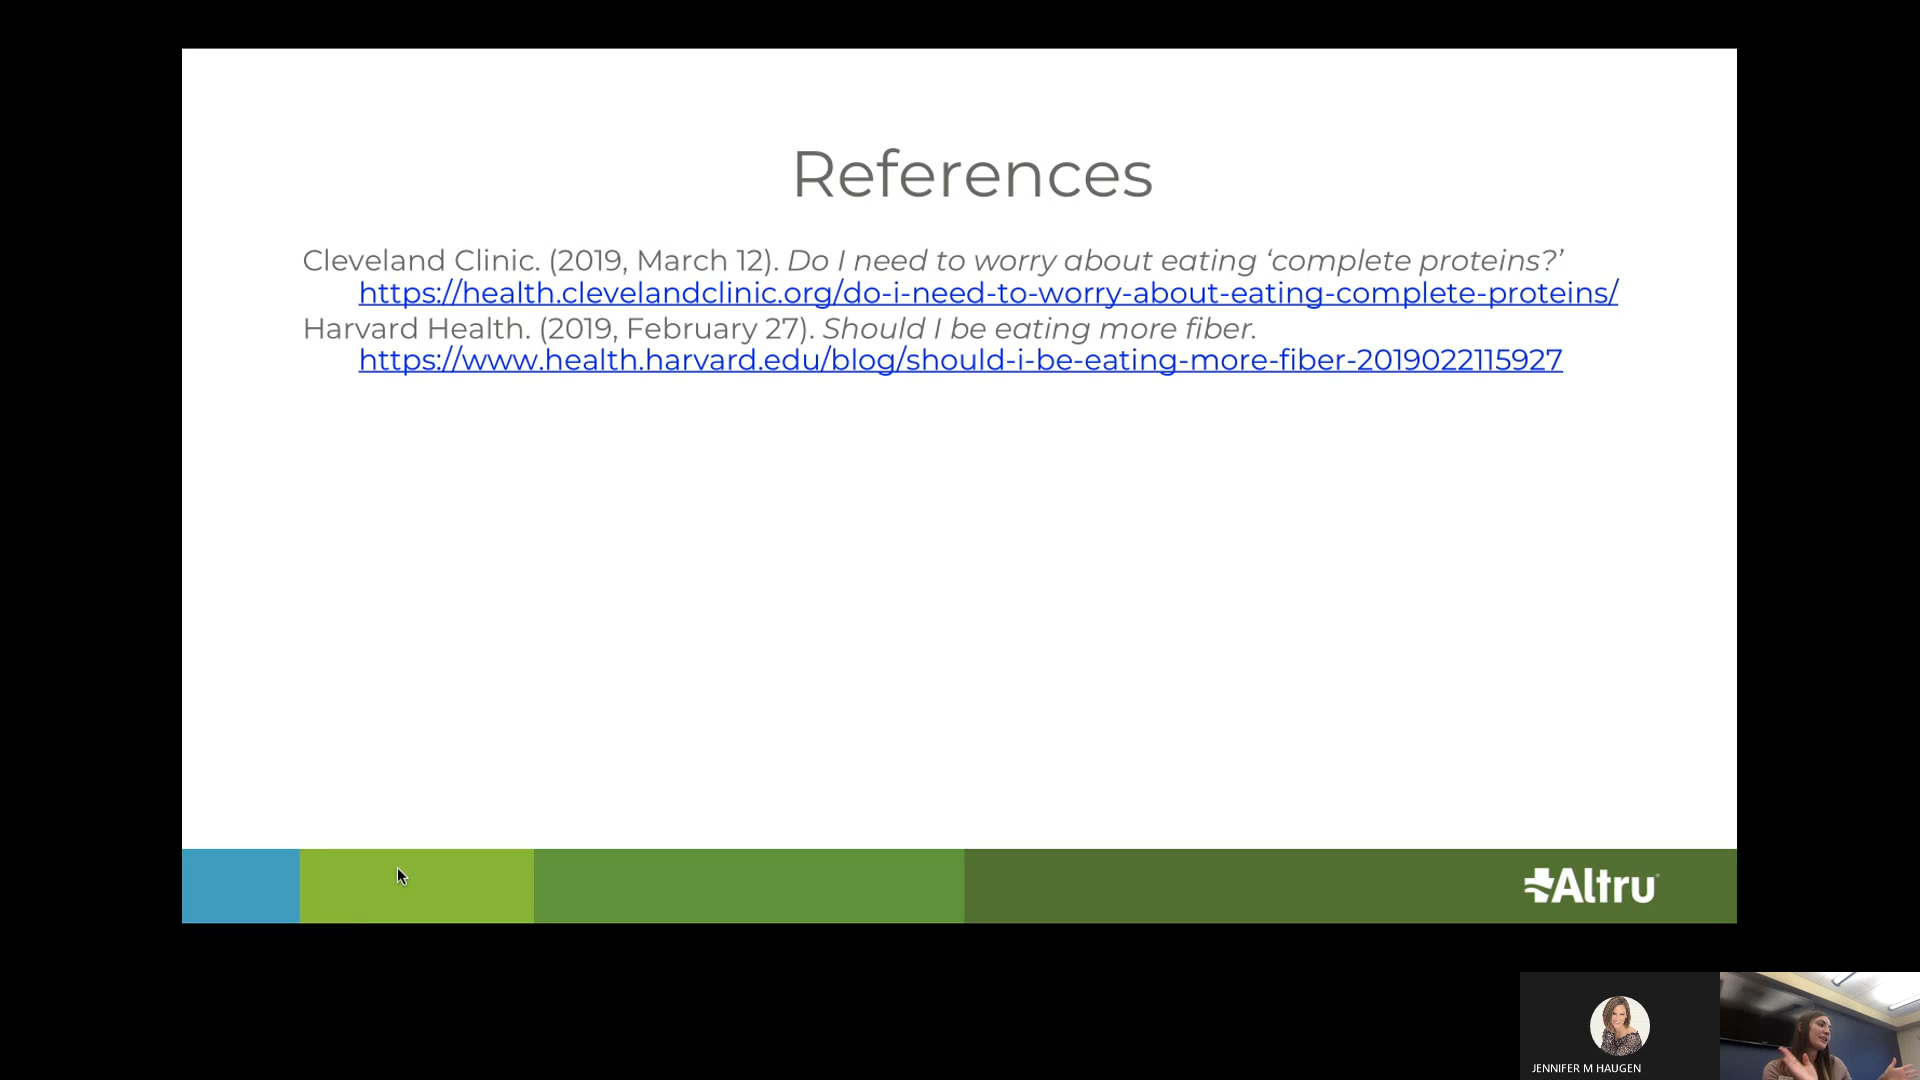 References
Cleveland Clinic. (2019, March 12). Do I need to worry about eating ‘complete proteins?’
https://health.clevelandclinic.org/do-i-need-to-worry-about-eating-complete-proteins/
Harvard Health. (2019, February 27). Should I be eating more fiber.
https://www.health.harvard.edu/blog/should-i-be-eating-more-fiber-2019022115927
Altru
JENNIFER M HAUGEN